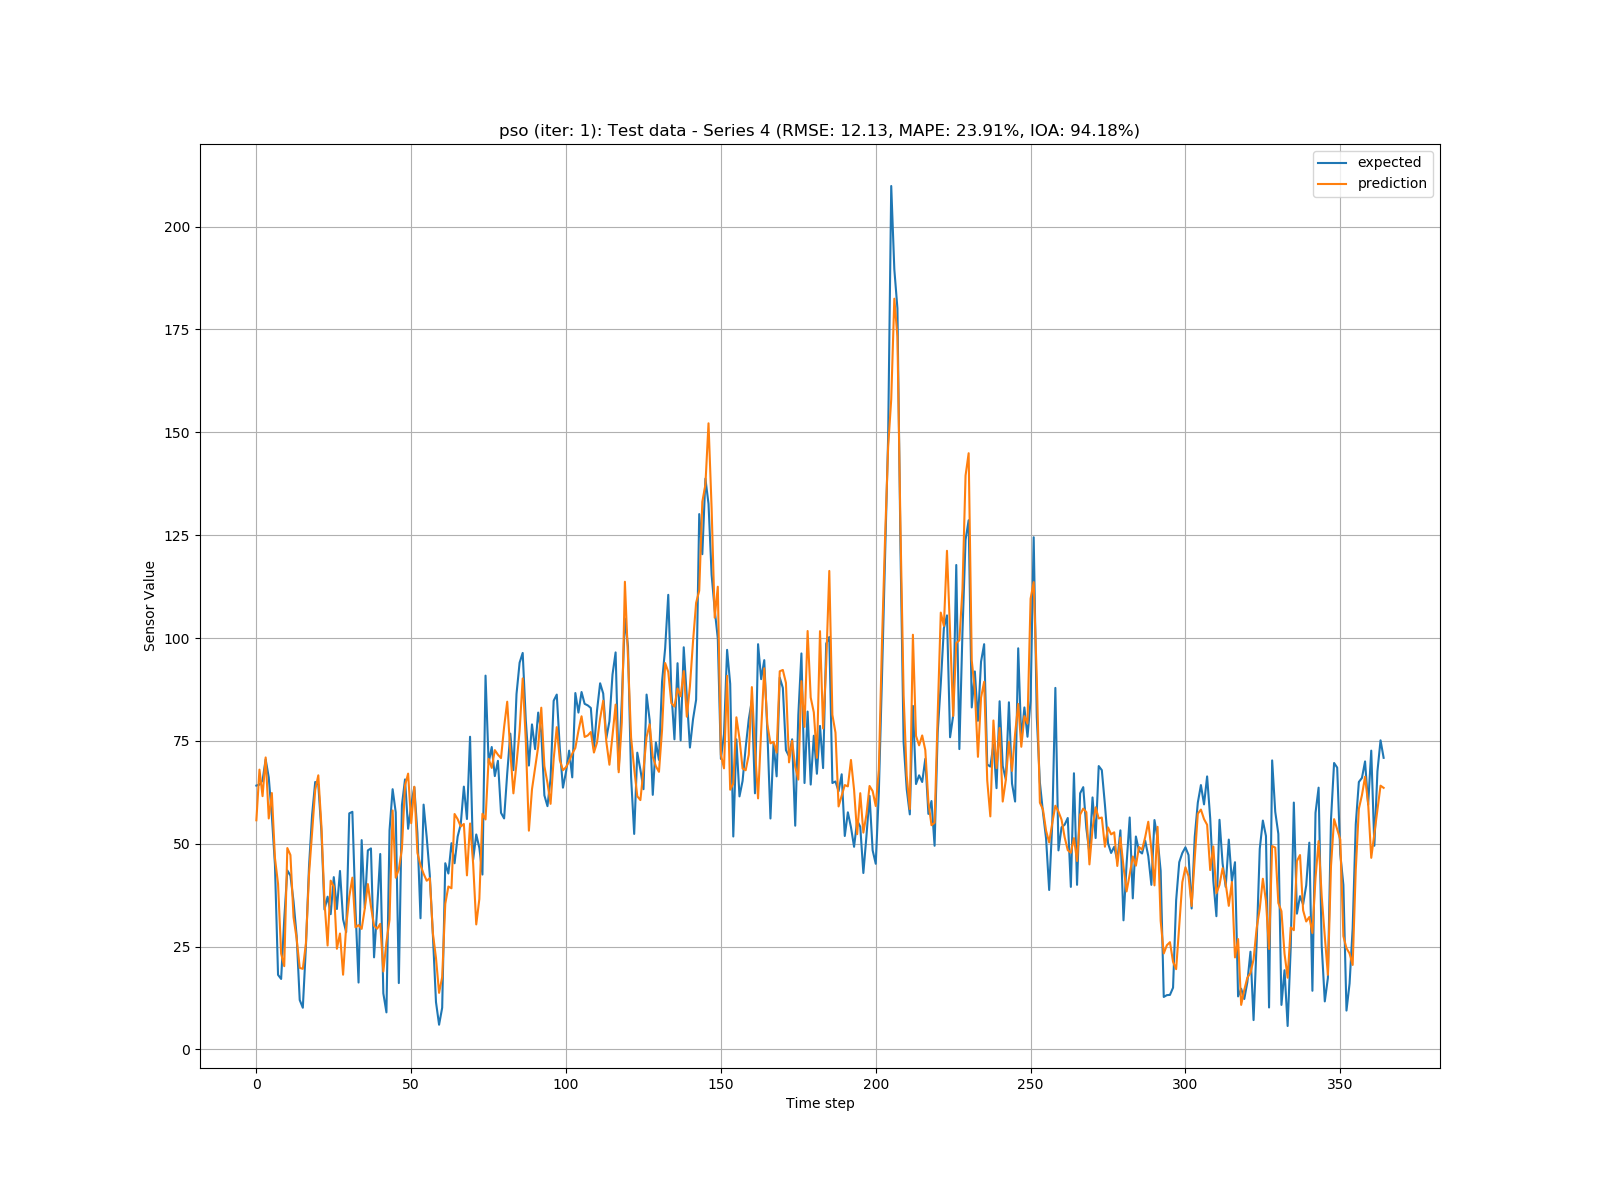 pso (iter: 1): Test data - Series 4 (RMSE: 12.13, MAPE: 23.91%, IOA: 94.18%)
expected
prediction
200
175
150
125
100
75
50
25
0
Sensor Value
0 50 100 150 200 250 300 350
Time step